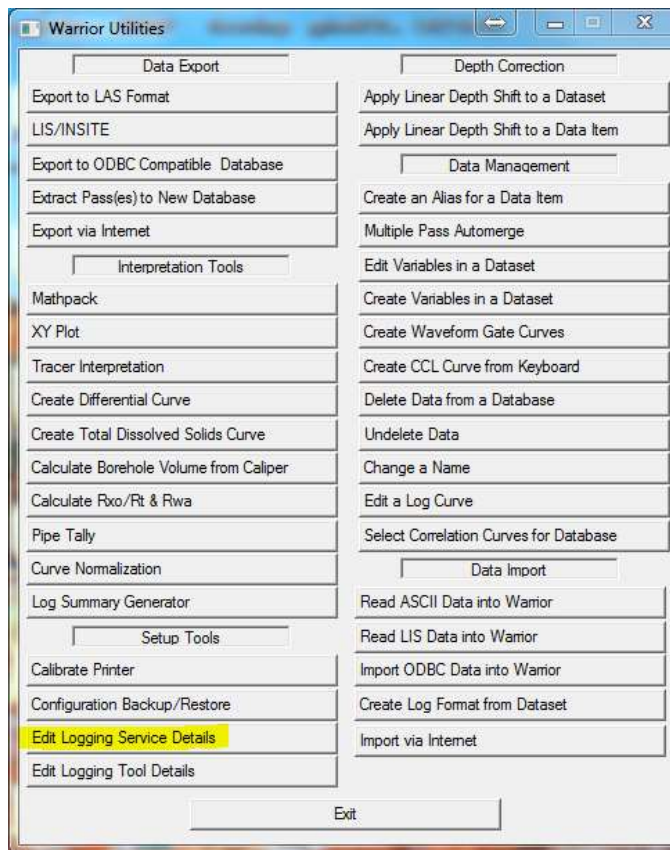 Warrior Utilities
Data Export
Export to LAS Format
LIS/INSITE
Export to ODBC Compatible Database
Extract Pass(es) to New Database
Export via Internet
Interpretation Tools
Mathpack
XY Plot
Tracer Interpretation
Create Differential Curve
Create Total Dissolved Solids Curve
Calculate Borehole Volume from Caliper
Calculate Rxo/Rt & Rwa
Pipe Tally
Curve Normalization
Log Summary Generator
Setup Tools
Calibrate Printer
Configuration Backup/Restore
Edit Logging Service Details
Edit Logging Tool Details
Depth Correction
Apply Linear Depth Shift to a Dataset
Apply Linear Depth Shift to a Data Item
Data Management
Create an Alias for a Data Item
Multiple Pass Automerge
Edit Variables in a Dataset
Create Variables in a Dataset
Create Waveform Gate Curves
Create CCL Curve from Keyboard
Delete Data from a Database
Undelete Data
Change a Name
Edit a Log Curve
Select Correlation Curves for Database
Data Import
Read ASCII Data into Warrior
Read LIS Data into Warrior
Import ODBC Data into Warrior
Create Log Format from Dataset
Import via Internet
Exit